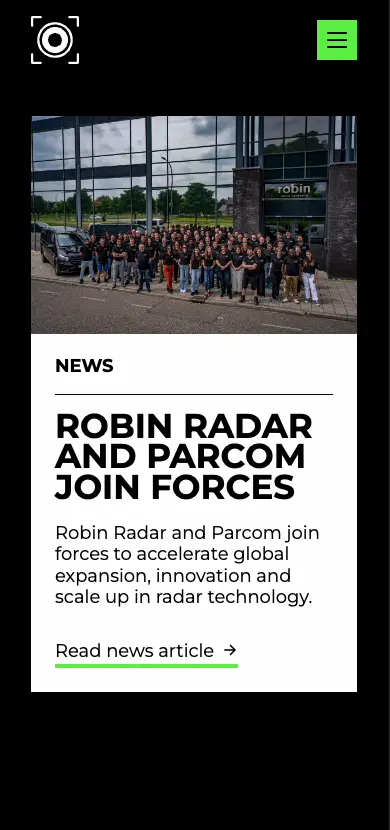 robin
NEWS
ROBIN RADAR
AND PARCOM
JOIN FORCES
Robin Radar and Parcom join
forces to accelerate global
expansion, innovation and
scale up in radar technology.
Read news article →